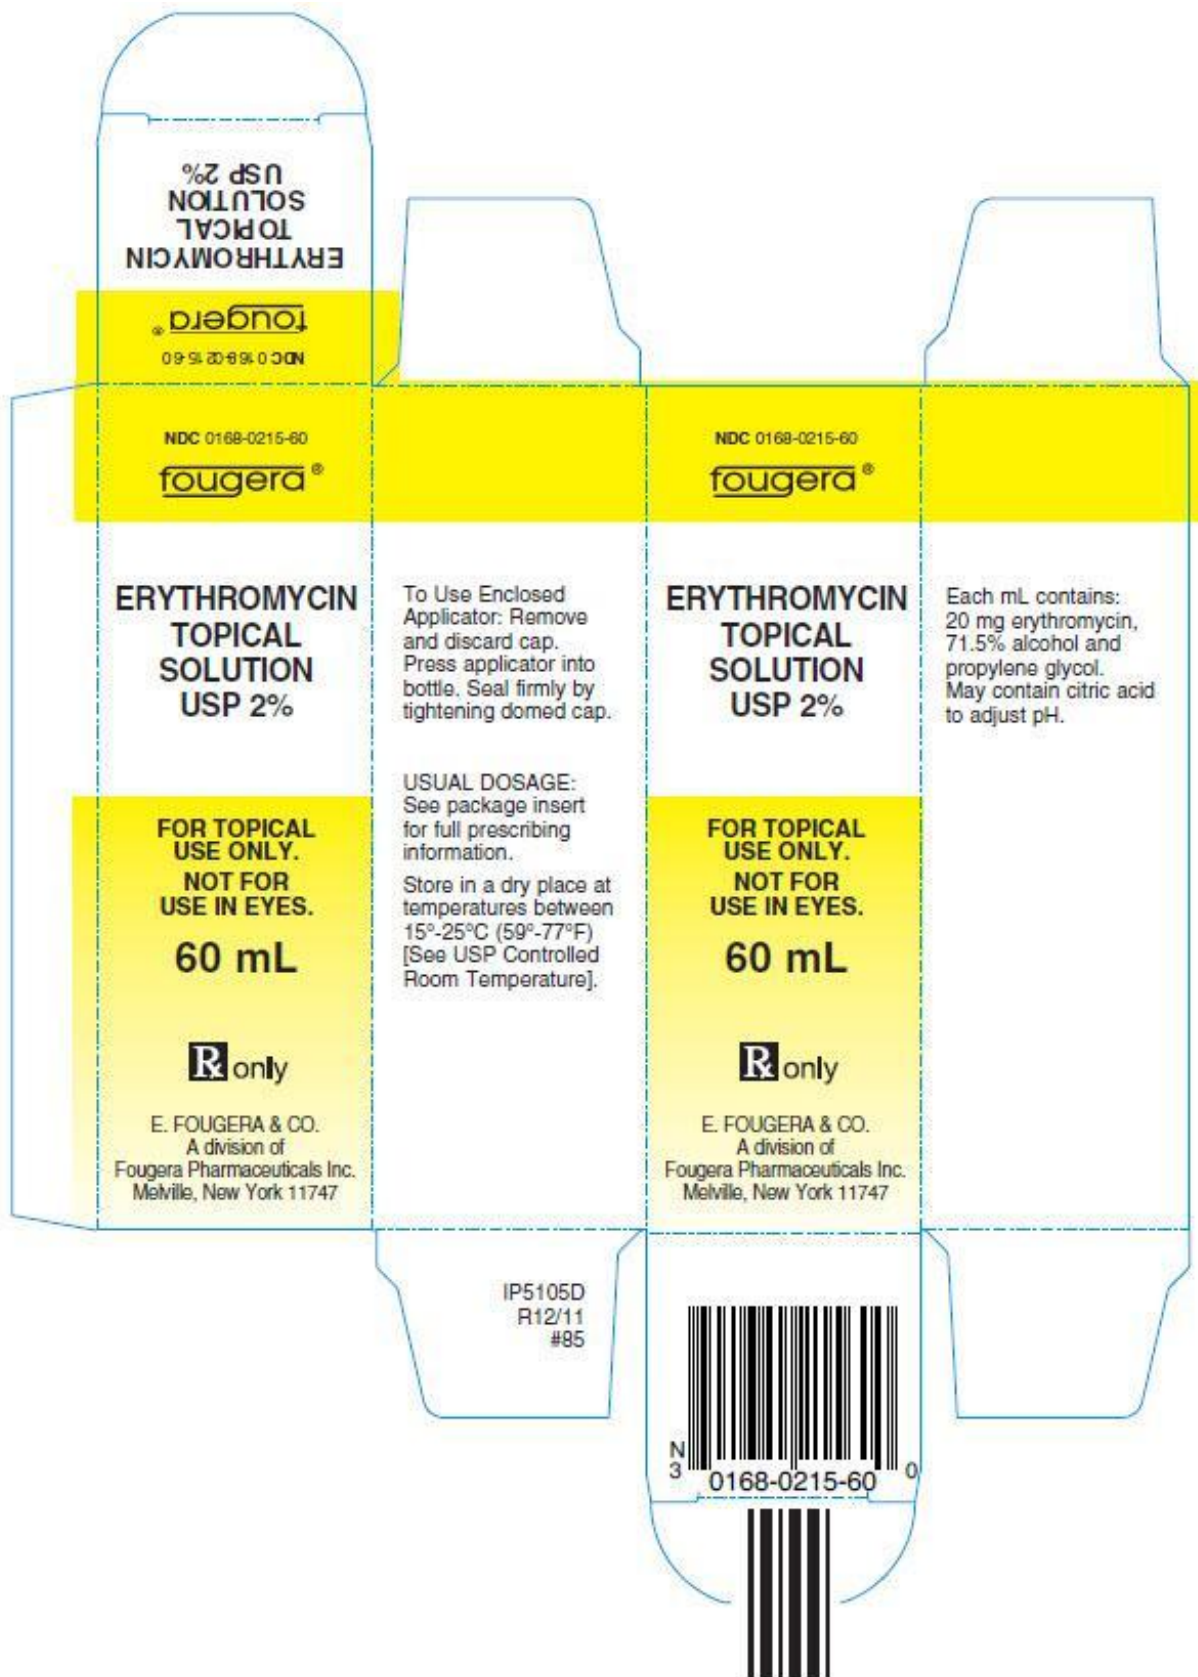 ERYTHROMYCIN
TOPICAL
SOLUTION
USP 2%
fougera®
NDC 0168-0215-60
NDC 0168-0215-60
fougera®
ERYTHROMYCIN
TOPICAL
SOLUTION
USP 2%
FOR TOPICAL
USE ONLY.
NOT FOR
USE IN EYES.
60 mL
Rx only
E. FOUGERA & CO.
A division of
Fougera Pharmaceuticals Inc.
Melville, New York 11747
To Use Enclosed
Applicator: Remove
and discard cap.
Press applicator into
bottle. Seal firmly by
tightening domed cap.
USUAL DOSAGE:
See package insert
for full prescribing
information.
Store in a dry place at
temperatures between
15º-25ºC (59º-77ºF)
[See USP Controlled
Room Temperature].
IP5105D
R12/11
#85
NDC 0168-0215-60
fougera®
ERYTHROMYCIN
TOPICAL
SOLUTION
USP 2%
FOR TOPICAL
USE ONLY.
NOT FOR
USE IN EYES.
60 mL
Rx only
E. FOUGERA & CO.
A division of
Fougera Pharmaceuticals Inc.
Melville, New York 11747
N
3 0168-0215-60 0
Each mL contains:
20 mg erythromycin,
71.5% alcohol and
propylene glycol.
May contain citric acid
to adjust pH.